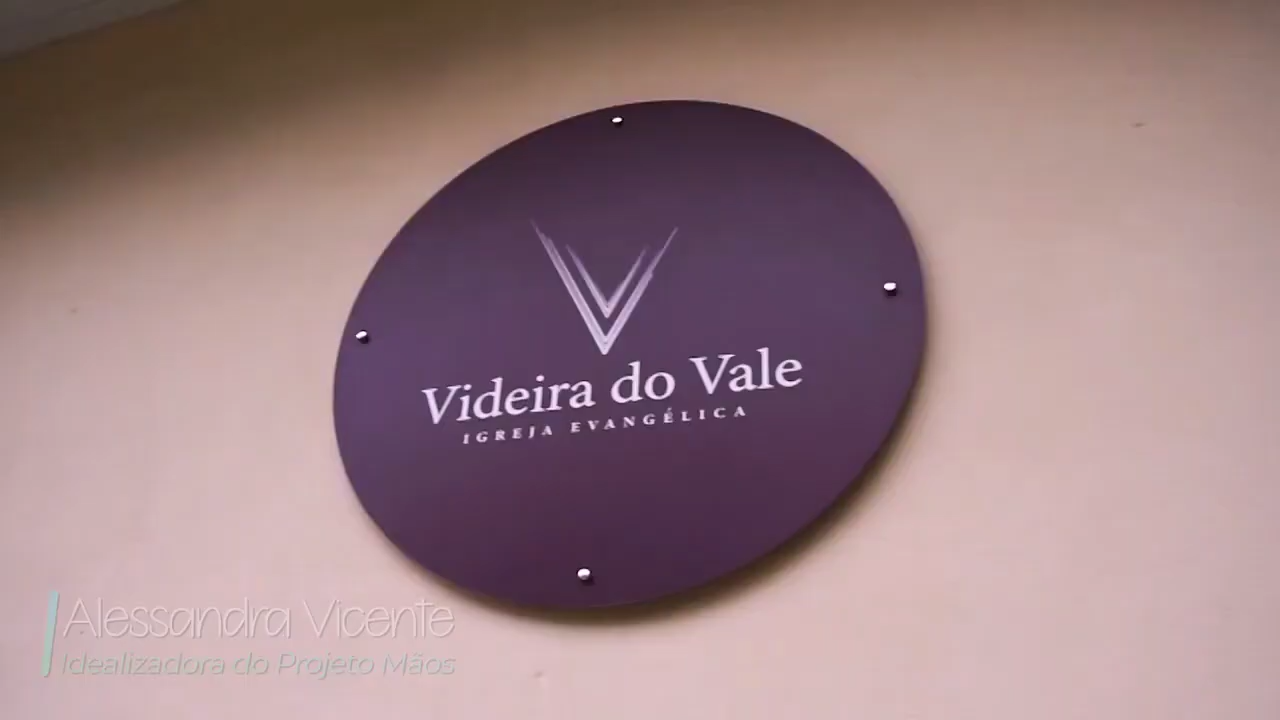 Videira do Vale
IGREJA EVANGÉLICA
Alessandra Vicente
Idealizadora do Projeto Mãos